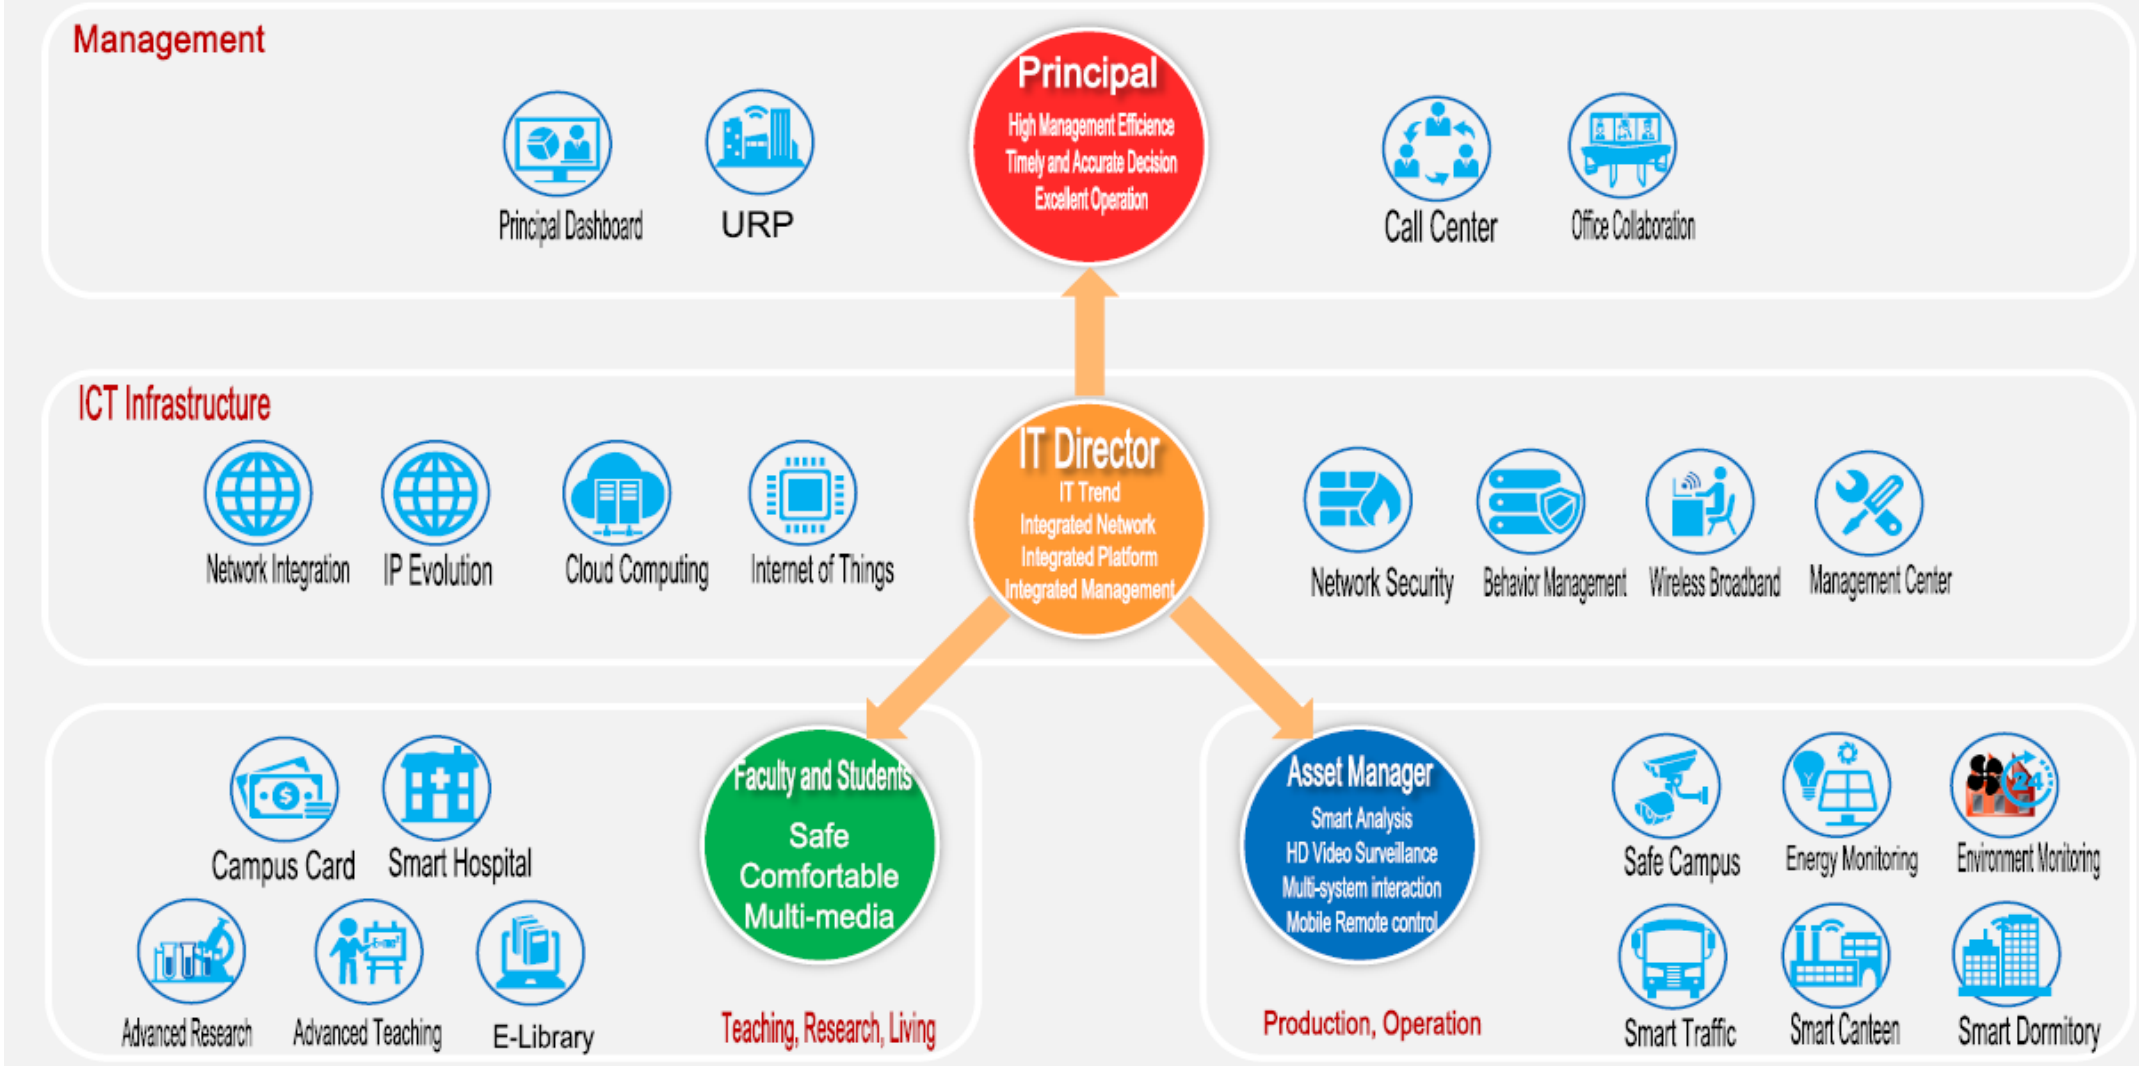 Management
Principal
High Management Efficience
Timely and Accurate Decision
Excellent Operation
Principal Dashboard
URP
Call Center
Office Collaboration
ICT Infrastructure
IT Director
IT Trend
Integrated Network
Integrated Platform
Integrated Management
Network Integration
IP Evolution
Cloud Computing
Internet of Things
Network Security
Behavior Management
Wireless Broadband
Management Center
Campus Card
Smart Hospital
Advanced Research
Advanced Teaching
E=mc²
E-Library
Faculty and Students
Safe
Comfortable
Multi-media
Teaching, Research, Living
Asset Manager
Smart Analysis
HD Video Surveillance
Multi-system interaction
Mobile Remote control
Production, Operation
Safe Campus
Energy Monitoring
24
Environment Monitoring
Smart Traffic
Smart Canteen
Smart Dormitory